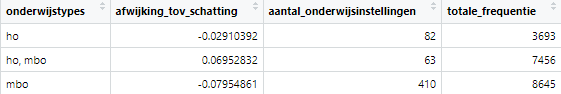 onderwijstypes afwijking_tov_schatting aantal_onderwijsinstellingen totale_frequentie
ho -0.02910392 82 3693
ho, mbo 0.06952832 63 7456
mbo -0.07954861 410 8645